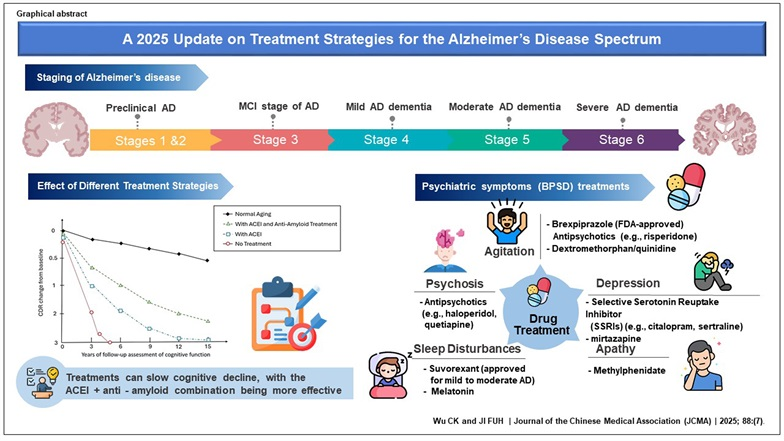 Graphical abstract
A 2025 Update on Treatment Strategies for the Alzheimer's Disease Spectrum
Staging of Alzheimer's disease
Preclinical AD
MCI stage of AD
Mild AD dementia
Moderate AD dementia
Severe AD dementia
Stages 1 &2
Stage 3
Stage 4
Stage 5
Stage 6
Effect of Different Treatment Strategies
Normal Aging
With ACEI and Anti-Amyloid Treatment
With ACEI
No Treatment
CDR change from baseline
0
0.5
1
2
3
0 3 6 9 12 15
Years of follow-up assessment of cognitive function
Treatments can slow cognitive decline, with the
ACEI + anti - amyloid combination being more effective
Psychiatric symptoms (BPSD) treatments
Agitation
- Brexpiprazole (FDA-approved)
Antipsychotics (e.g., risperidone)
- Dextromethorphan/quinidine
Psychosis
- Antipsychotics
(e.g., haloperidol,
quetiapine)
Drug
Treatment
Depression
- Selective Serotonin Reuptake
Inhibitor
(SSRIs) (e.g., citalopram, sertraline)
- mirtazapine
Sleep Disturbances
- Suvorexant (approved
for mild to moderate AD)
- Melatonin
z z
Apathy
- Methylphenidate
Wu CK and JI FUH | Journal of the Chinese Medical Association (JCMA) | 2025; 88:(7).